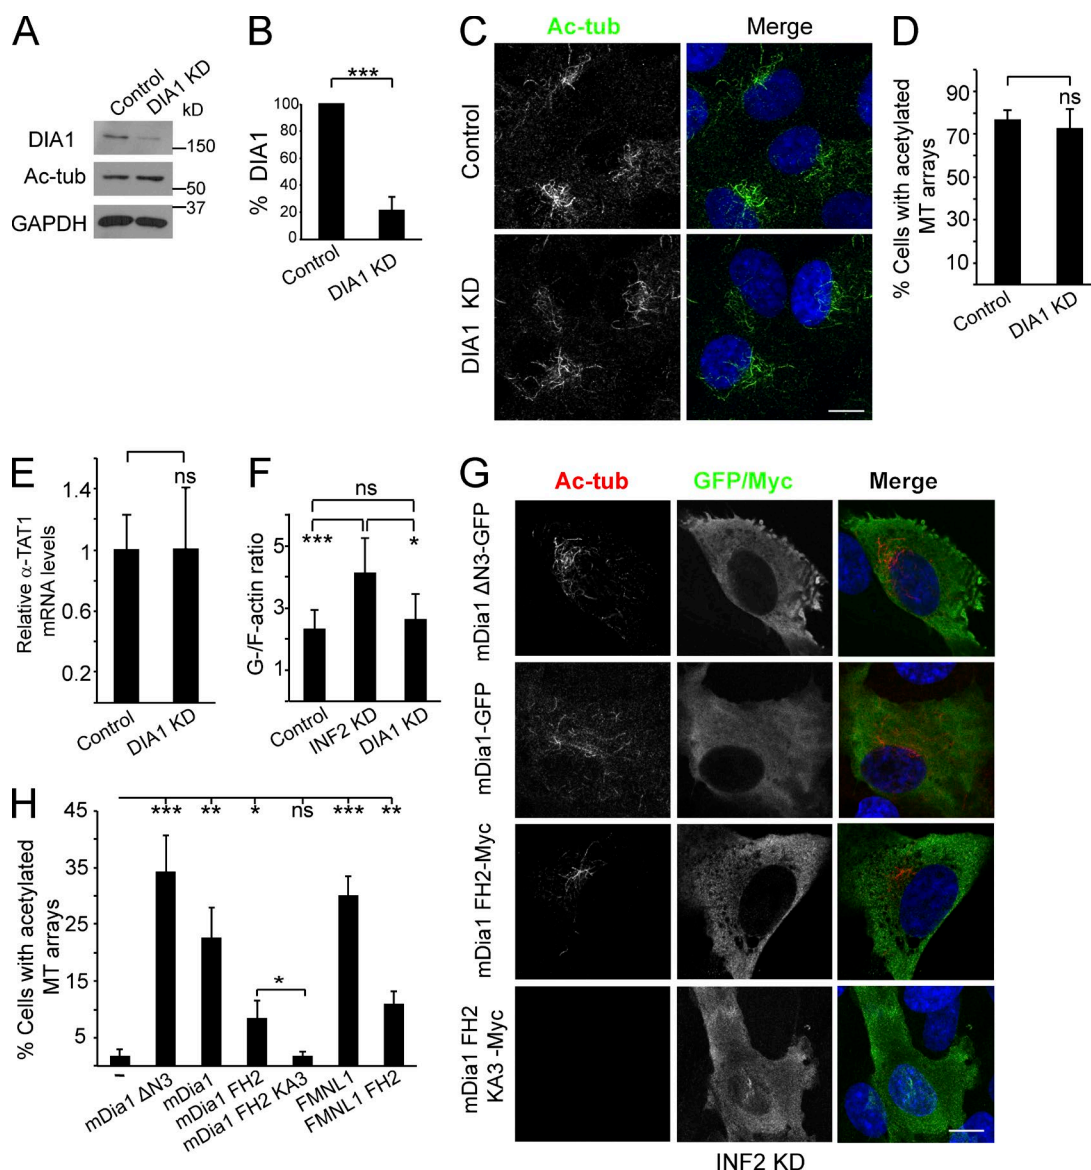 A
Control
DIA1 KD
kD
DIA1
150
Ac-tub
50
37
GAPDH
B
***
% DIA1
100
80
60
40
20
0
Control
DIA1 KD
C
Ac-tub
Merge
Control
DIA1 KD
D
ns
% Cells with acetylated
MT arrays
90
70
50
30
10
Control
DIA1 KD
E
ns
Relative α-TAT1
mRNA levels
1.4
1
0.6
0.2
Control
DIA1 KD
F
ns
***
*
G-/F-actin ratio
5
3
1
Control
INF2 KD
DIA1 KD
G
Ac-tub
GFP/Myc
Merge
mDia1 ΔN3-GFP
mDia1-GFP
mDia1 FH2-Myc
mDia1 FH2
KA3 -Myc
INF2 KD
H
*** ** * ns *** **
*
% Cells with acetylated
MT arrays
45
35
25
15
5
–
mDia1 ΔN3
mDia1
mDia1 FH2
mDia1 FH2 KA3
FMNL1
FMNL1 FH2